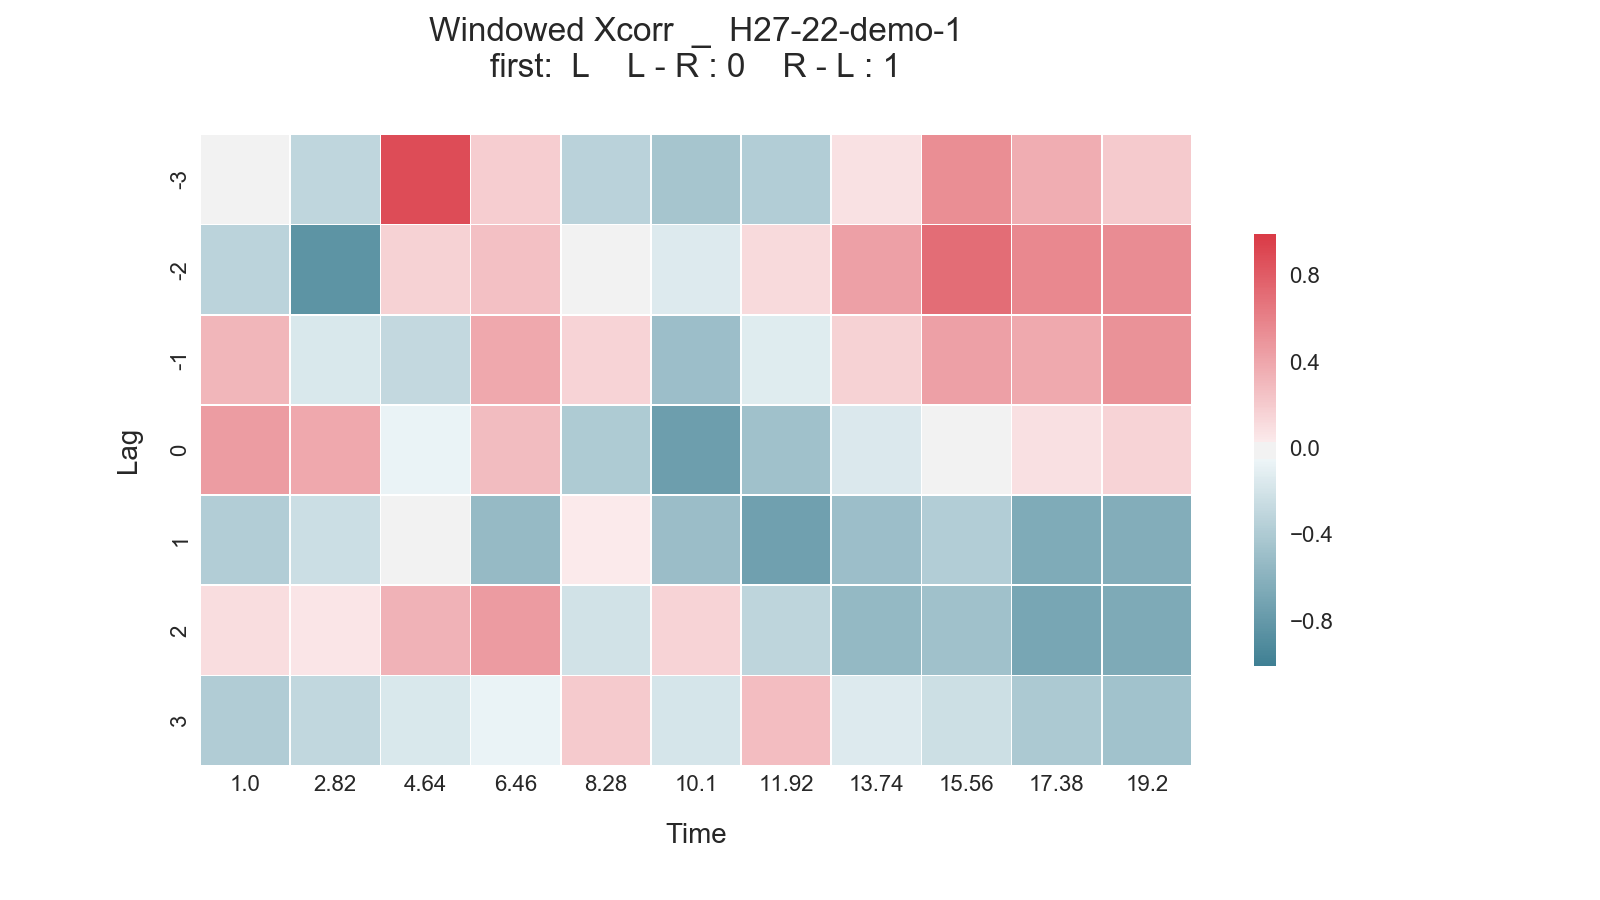 Windowed Xcorr _ H27-22-demo-1
first: L L - R : 0 R - L : 1
-3
-2
-1
0
1
2
3
Lag
1.0 2.82 4.64 6.46 8.28 10.1 11.92 13.74 15.56 17.38 19.2
Time
0.8
0.4
0.0
−0.4
−0.8